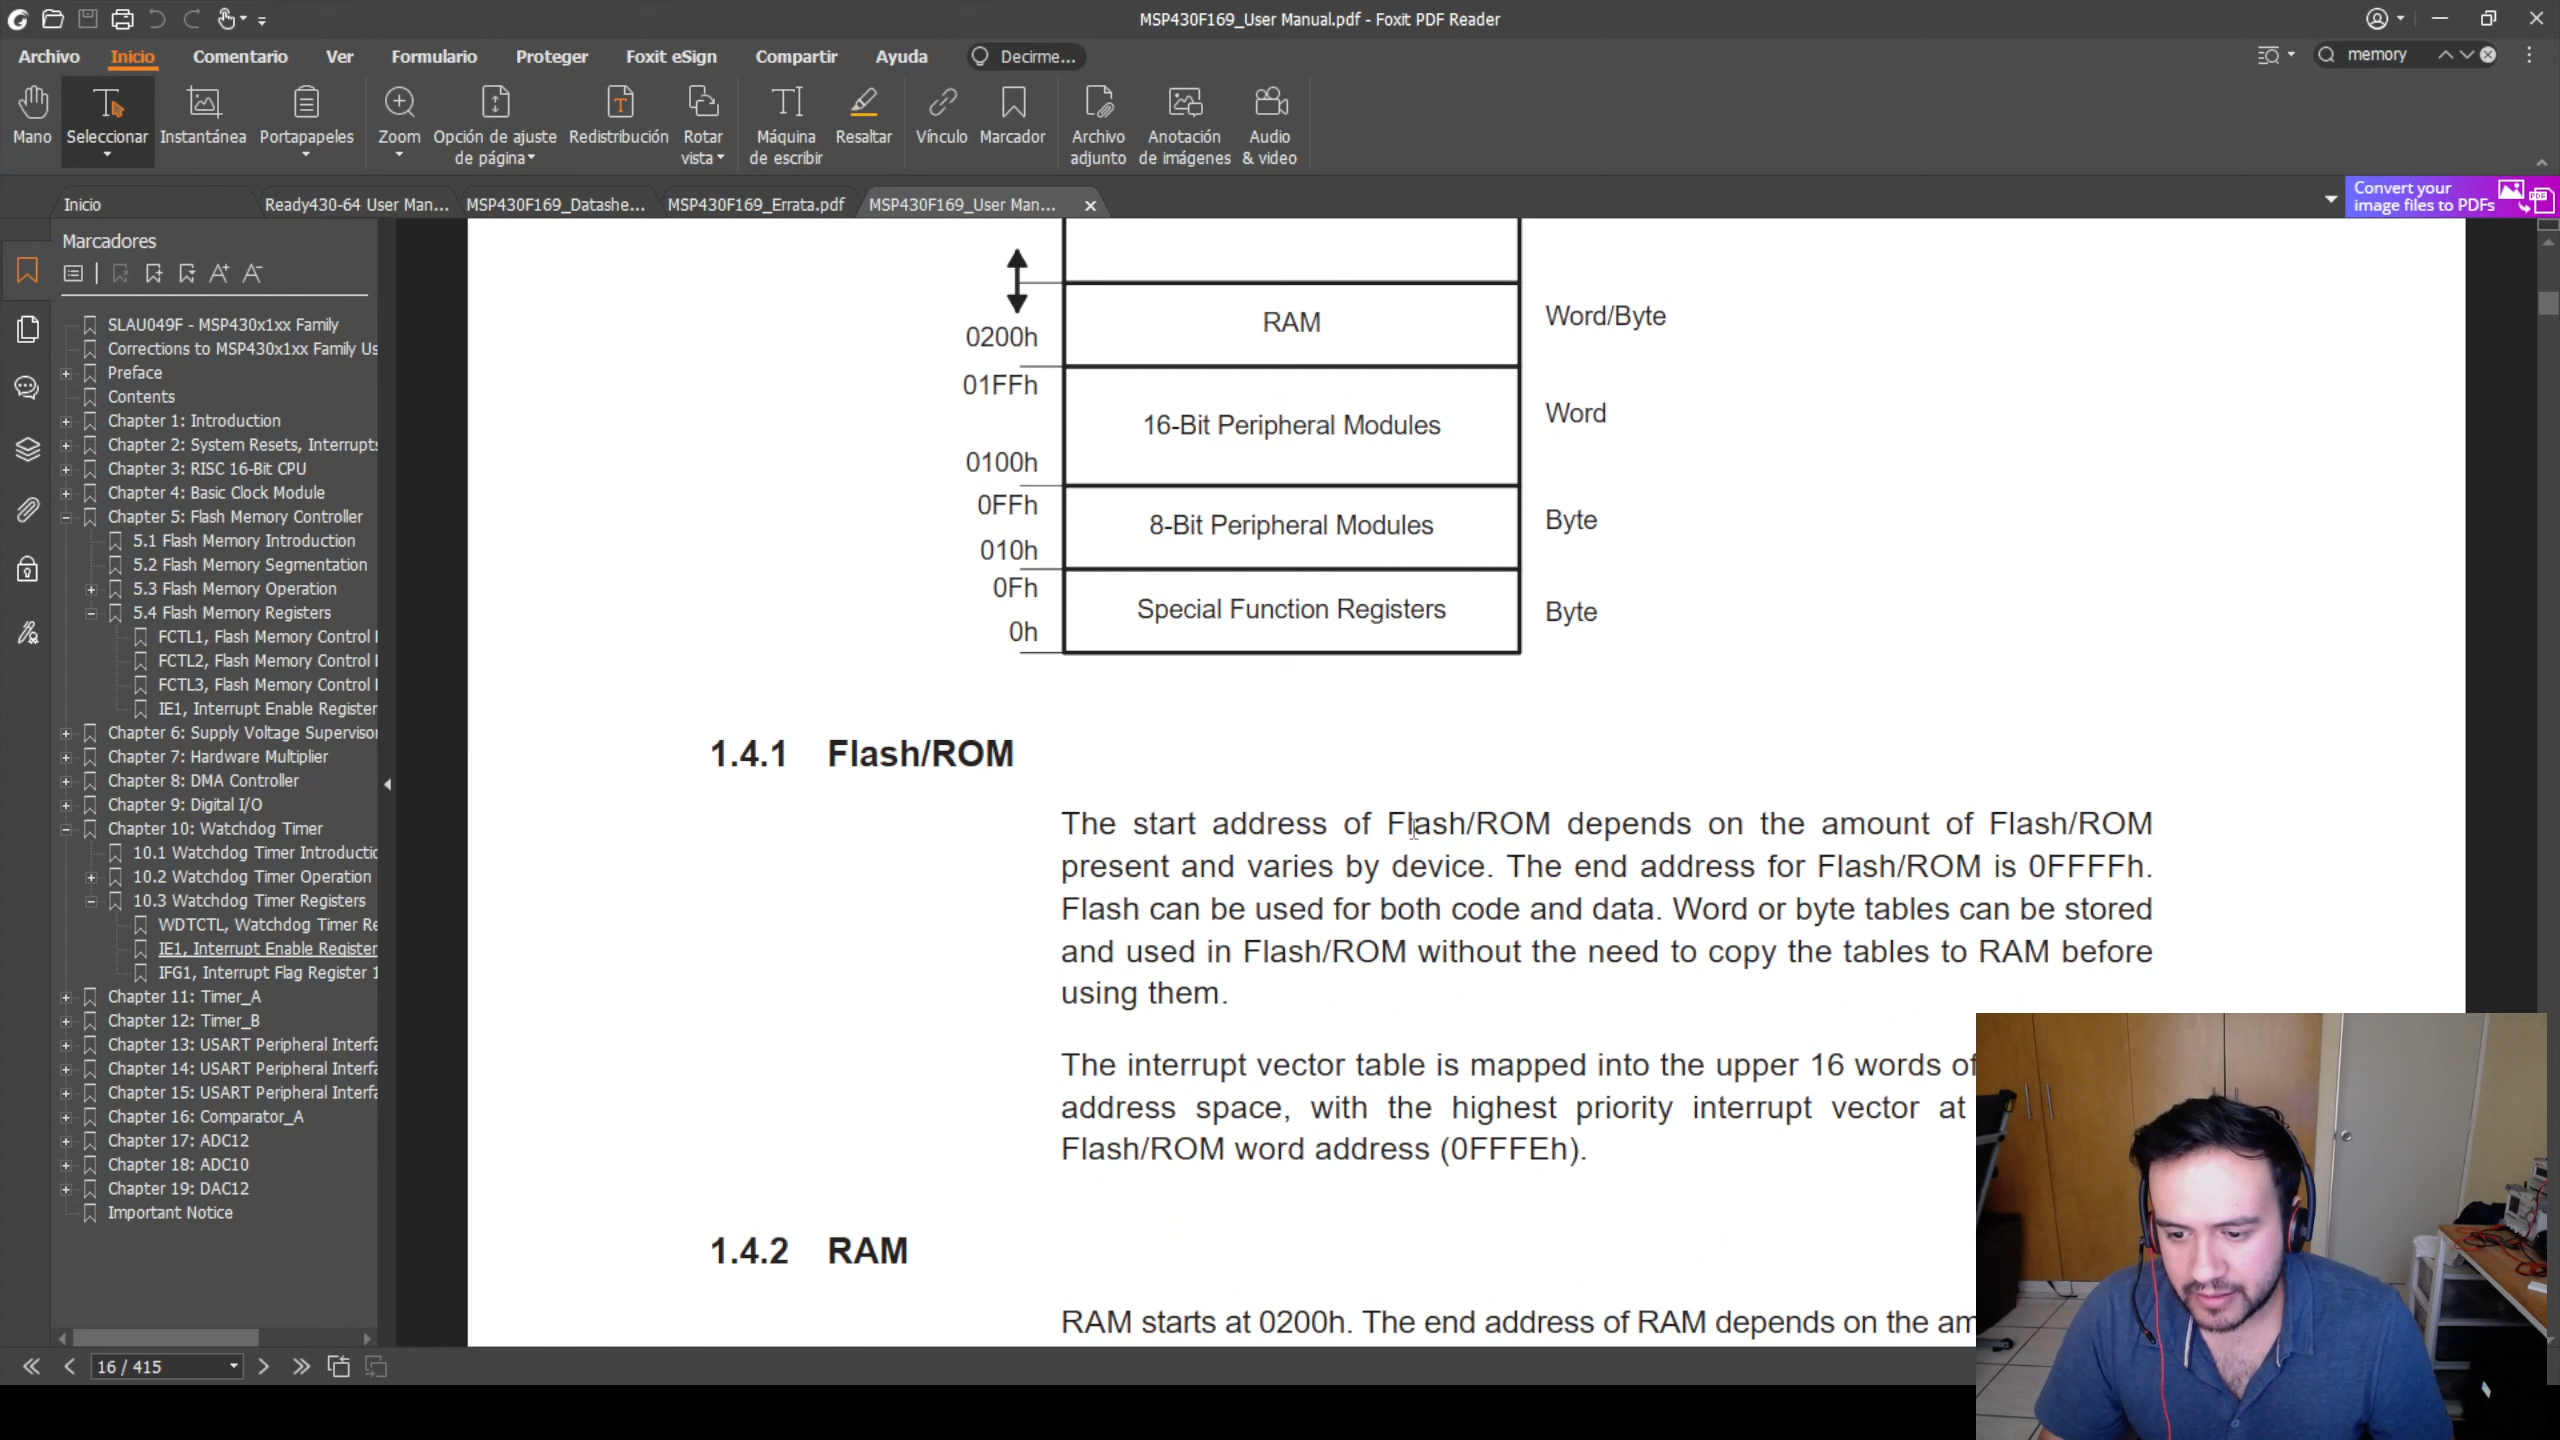 MSP430F169_User Manual.pdf - Foxit PDF Reader
Archivo Inicio Comentario Ver Formulario Proteger Foxit eSign Compartir Ayuda Decirme... memory
Mano Seleccionar Instantánea Portapapeles Zoom Opción de ajuste de página Redistribución Rotar vista Máquina de escribir Resaltar Vínculo Marcador Archivo adjunto Anotación de imágenes Audio & video
Inicio Ready430-64 User Man... MSP430F169_Datashe... MSP430F169_Errata.pdf MSP430F169_User Man...
Convert your
image files to PDFs
Marcadores
SLAU049F - MSP430x1xx Family
Corrections to MSP430x1xx Family Us
Preface
Contents
Chapter 1: Introduction
Chapter 2: System Resets, Interrupts
Chapter 3: RISC 16-Bit CPU
Chapter 4: Basic Clock Module
Chapter 5: Flash Memory Controller
5.1 Flash Memory Introduction
5.2 Flash Memory Segmentation
5.3 Flash Memory Operation
5.4 Flash Memory Registers
FCTL1, Flash Memory Control
FCTL2, Flash Memory Control
FCTL3, Flash Memory Control
IE1, Interrupt Enable Register
Chapter 6: Supply Voltage Supervisor
Chapter 7: Hardware Multiplier
Chapter 8: DMA Controller
Chapter 9: Digital I/O
Chapter 10: Watchdog Timer
10.1 Watchdog Timer Introductio
10.2 Watchdog Timer Operation
10.3 Watchdog Timer Registers
WDTCTL, Watchdog Timer Re
IE1, Interrupt Enable Register
IFG1, Interrupt Flag Register 1
Chapter 11: Timer_A
Chapter 12: Timer_B
Chapter 13: USART Peripheral Interfa
Chapter 14: USART Peripheral Interfa
Chapter 15: USART Peripheral Interfa
Chapter 16: Comparator_A
Chapter 17: ADC12
Chapter 18: ADC10
Chapter 19: DAC12
Important Notice
16 / 415
RAM Word/Byte
0200h
01FFh
16-Bit Peripheral Modules Word
0100h
0FFh
8-Bit Peripheral Modules Byte
010h
0Fh
Special Function Registers Byte
0h
1.4.1 Flash/ROM
The start address of Flash/ROM depends on the amount of Flash/ROM
present and varies by device. The end address for Flash/ROM is 0FFFFh.
Flash can be used for both code and data. Word or byte tables can be stored
and used in Flash/ROM without the need to copy the tables to RAM before
using them.
The interrupt vector table is mapped into the upper 16 words of
address space, with the highest priority interrupt vector at
Flash/ROM word address (0FFFEh).
1.4.2 RAM
RAM starts at 0200h. The end address of RAM depends on the am